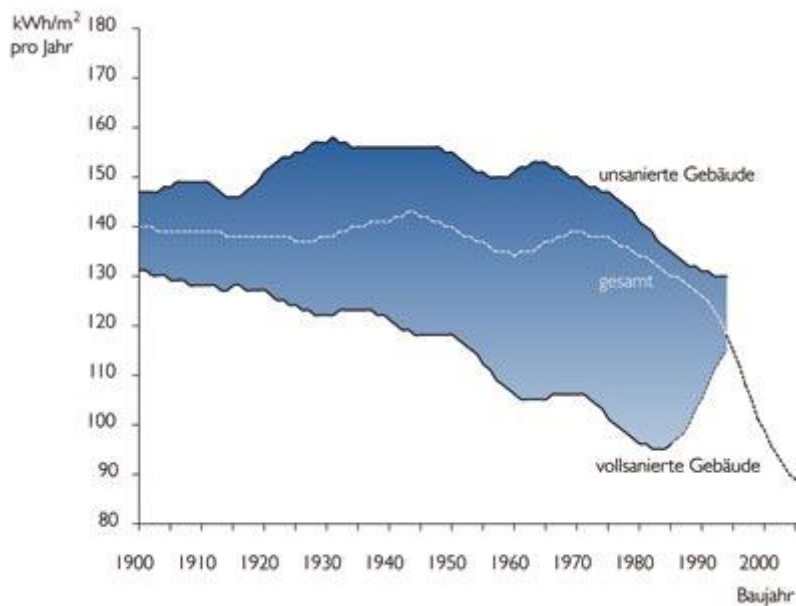 kWh/m²
pro Jahr
180
170
160
150
140
130
120
110
100
90
80
unsanierte Gebäude
gesamt
vollsanierte Gebäude
1900 1910 1920 1930 1940 1950 1960 1970 1980 1990 2000
Baujahr